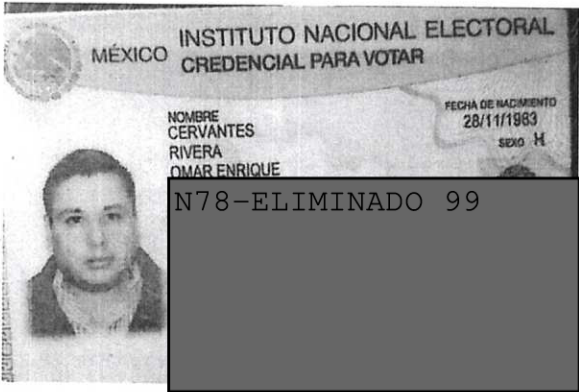 MÉXICO
INSTITUTO NACIONAL ELECTORAL
CREDENCIAL PARA VOTAR
NOMBRE
CERVANTES
RIVERA
OMAR ENRIQUE
FECHA DE NACIMIENTO
28/11/1983
SEXO H
N78-ELIMINADO 99